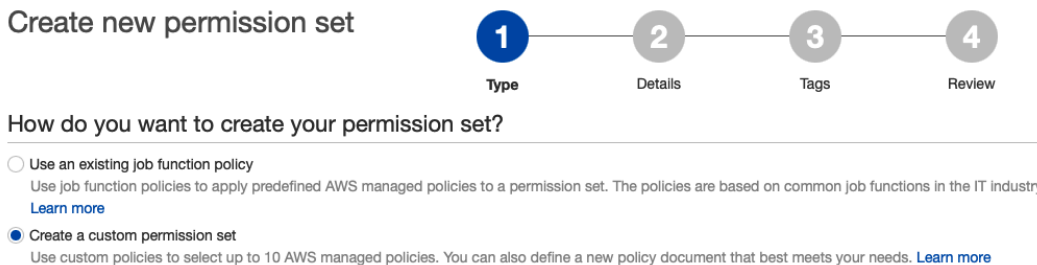 Create new permission set
1
2
3
4
Type
Details
Tags
Review
How do you want to create your permission set?
Use an existing job function policy
Use job function policies to apply predefined AWS managed policies to a permission set. The policies are based on common job functions in the IT industry
Learn more
Create a custom permission set
Use custom policies to select up to 10 AWS managed policies. You can also define a new policy document that best meets your needs. Learn more